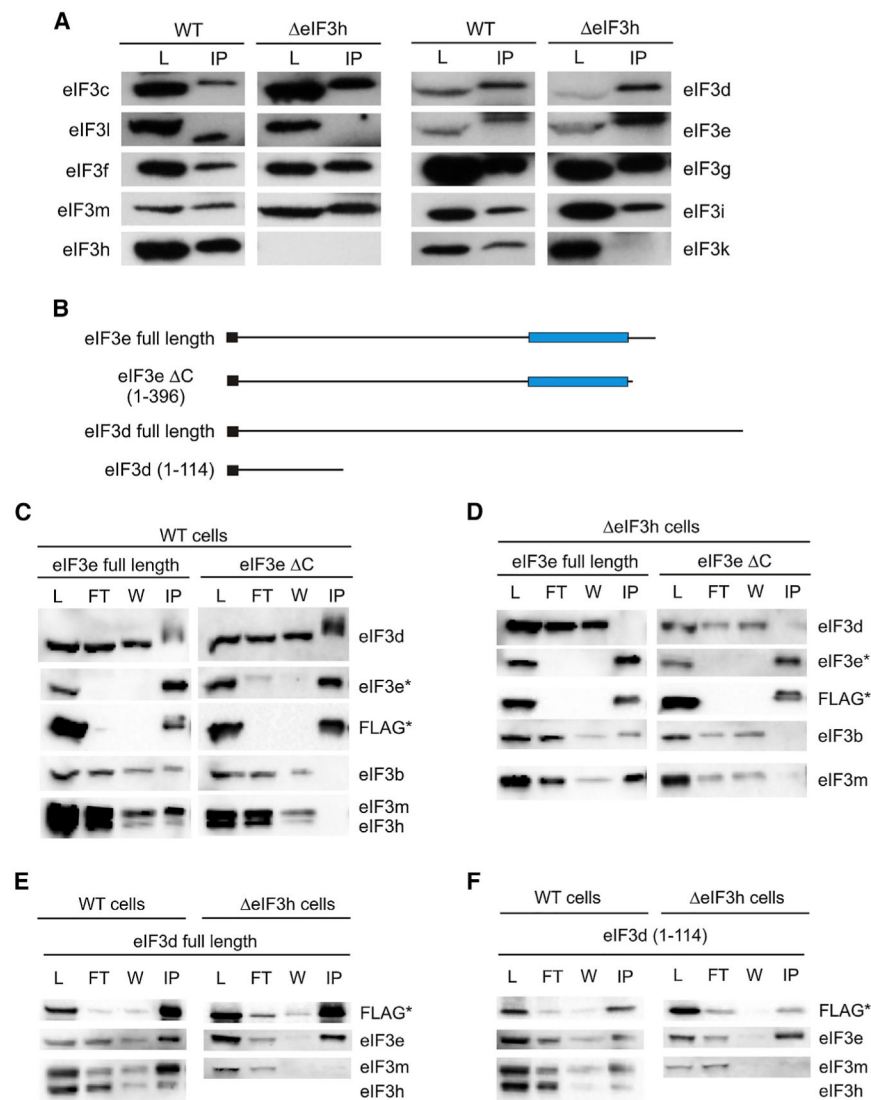 A
WT ΔeIF3h WT ΔeIF3h
L IP L IP L IP L IP
eIF3c eIF3d
eIF3l eIF3e
eIF3f eIF3g
eIF3m eIF3i
eIF3h eIF3k
B
eIF3e full length
eIF3e ΔC
(1-396)
eIF3d full length
eIF3d (1-114)
C
WT cells
eIF3e full length eIF3e ΔC
L FT W IP L FT W IP
eIF3d
eIF3e*
FLAG*
eIF3b
eIF3m
eIF3h
D
ΔeIF3h cells
eIF3e full length eIF3e ΔC
L FT W IP L FT W IP
eIF3d
eIF3e*
FLAG*
eIF3b
eIF3m
E
WT cells ΔeIF3h cells
eIF3d full length
L FT W IP L FT W IP
FLAG*
eIF3e
eIF3m
eIF3h
F
WT cells ΔeIF3h cells
eIF3d (1-114)
L FT W IP L FT W IP
FLAG*
eIF3e
eIF3m
eIF3h